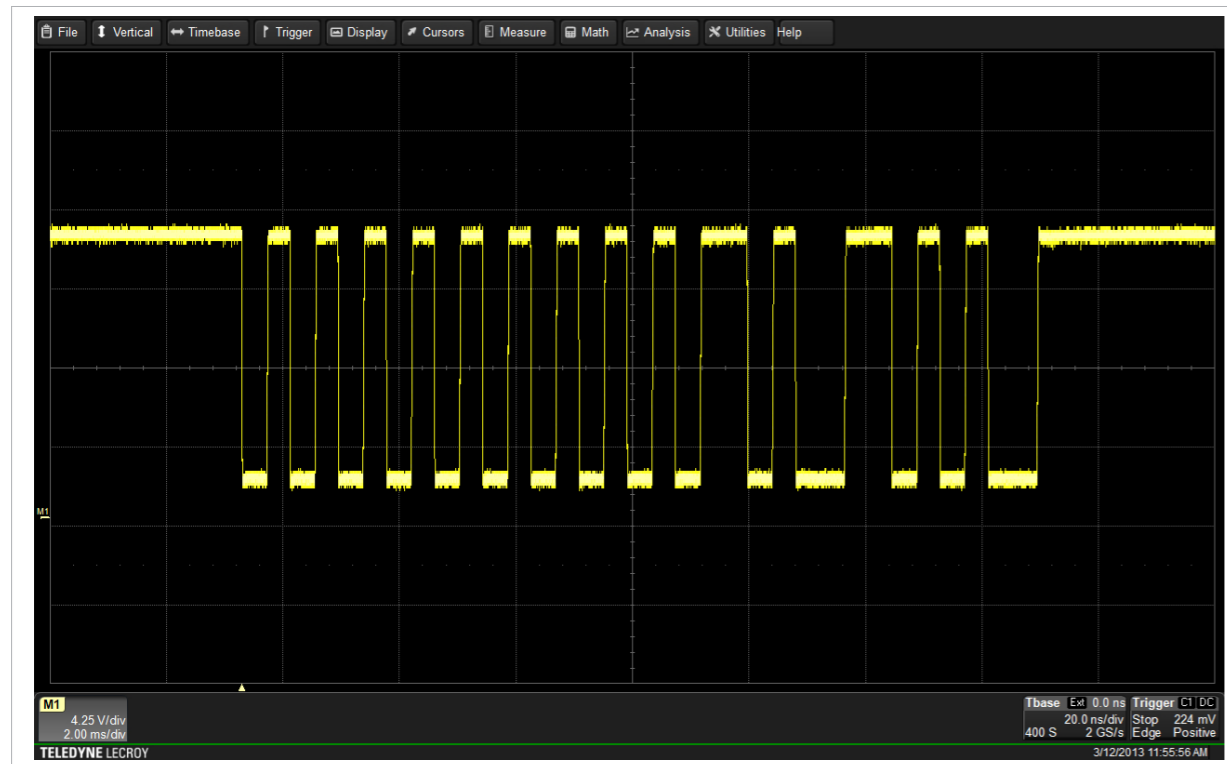 File Vertical Timebase Trigger Display Cursors Measure Math Analysis Utilities Help
M1
M1
4.25 V/div
2.00 ms/div
Tbase Ext 0.0 ns Trigger C1 DC
20.0 ns/div Stop 224 mV
400 S 2 GS/s Edge Positive
TELEDYNE LECROY 3/12/2013 11:55:56 AM